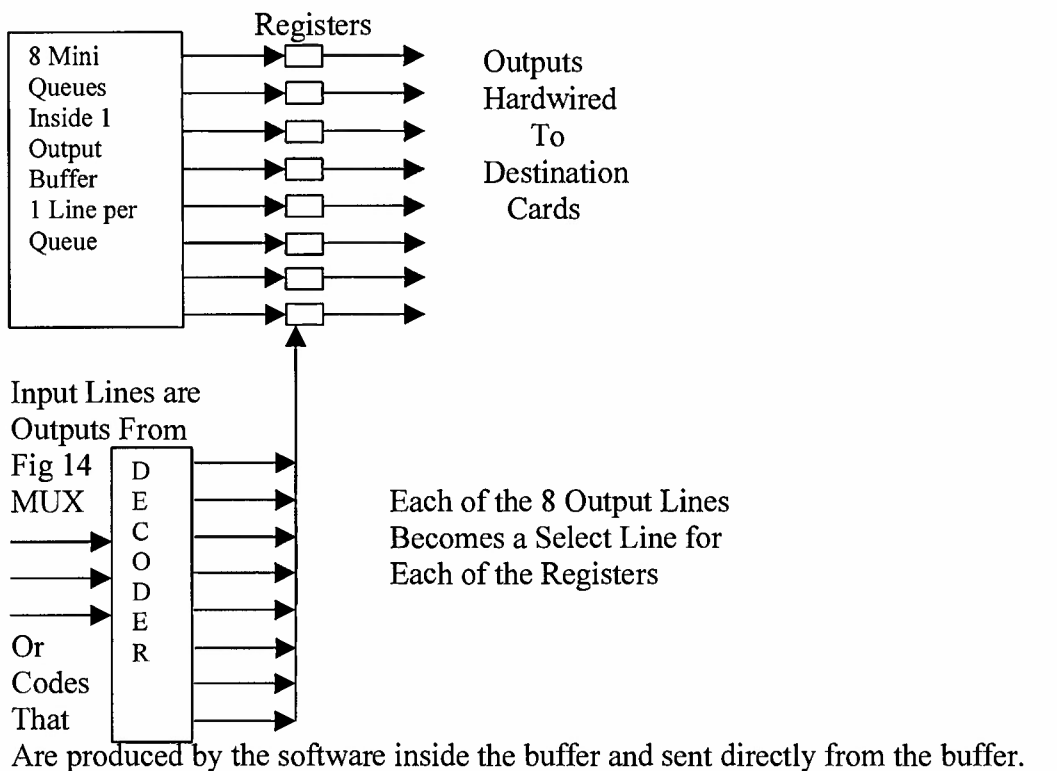 Registers
8 Mini
Queues
Inside 1
Output
Buffer
1 Line per
Queue
Outputs
Hardwired
To
Destination
Cards
Input Lines are
Outputs From
Fig 14
MUX
D
E
C
O
D
E
R
Each of the 8 Output Lines
Becomes a Select Line for
Each of the Registers
Or
Codes
That
Are produced by the software inside the buffer and sent directly from the buffer.